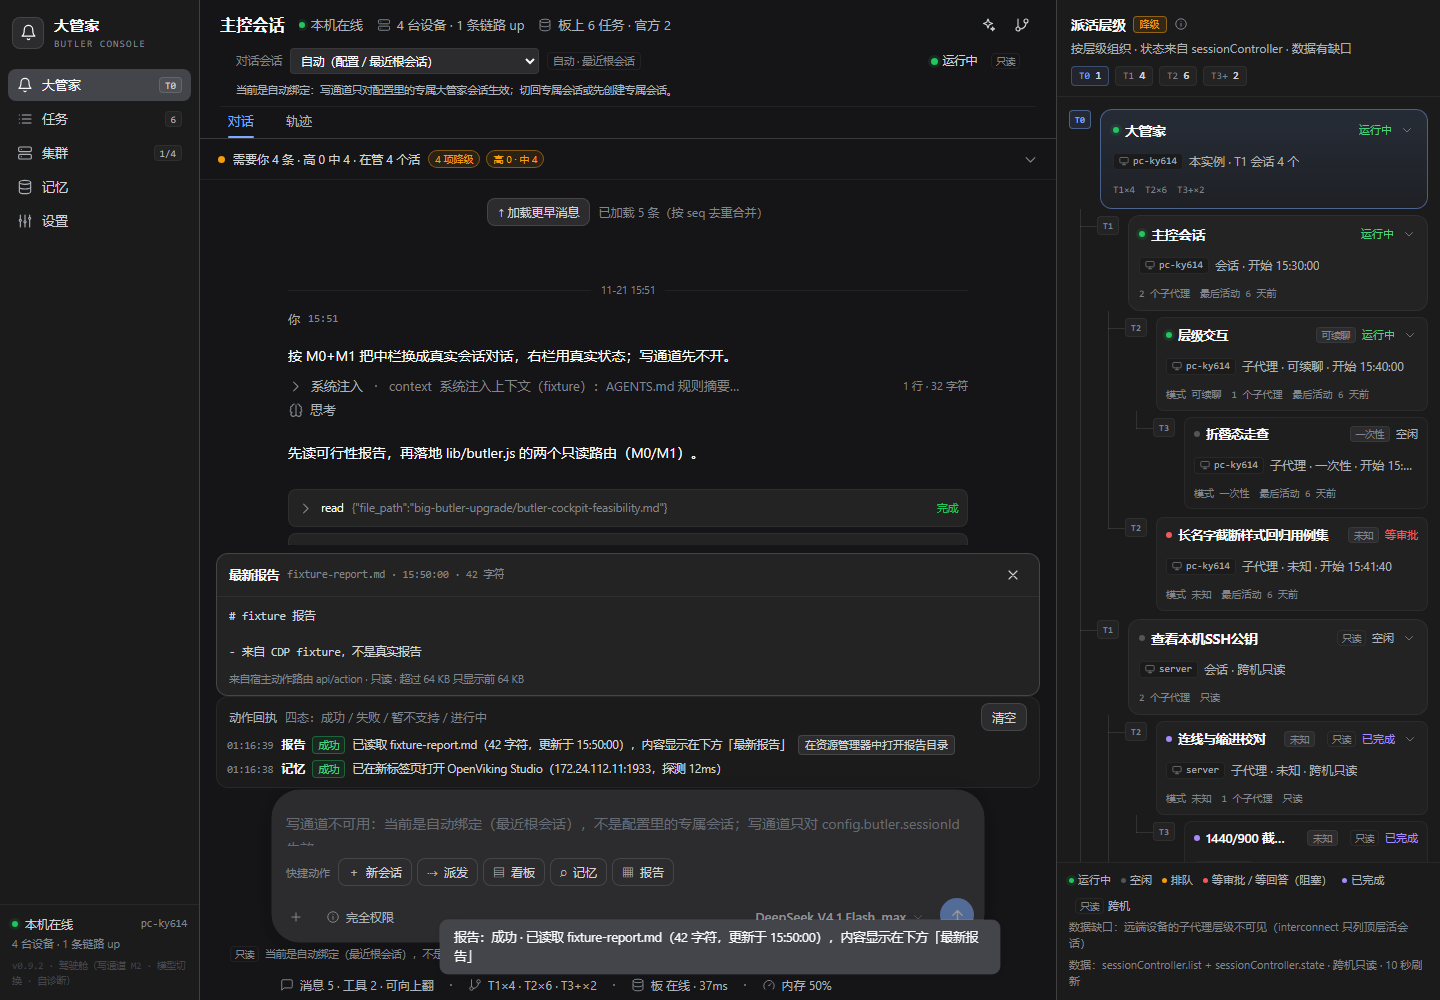 大管家
BUTLER CONSOLE
大管家 T0
任务 6
集群 1/4
记忆
设置
本机在线 pc-ky614
4 台设备 · 1 条链路 up
v0.9.2 · 驾驶舱（写通道 M2 · 模型切
换 · 自诊断）
主控会话 本机在线 4 台设备 · 1 条链路 up 板上 6 任务 · 官方 2
对话会话 自动（配置 / 最近根会话） 自动 · 最近根会话 运行中 只读
当前是自动绑定：写通道只对配置里的专属大管家会话生效；切回专属会话或先创建专属会话。
对话 轨迹
需要你 4 条 · 高 0 中 4 · 在管 4 个活 4 项降级 高 0 · 中 4
↑ 加载更早消息 已加载 5 条（按 seq 去重合并）
11-21 15:51
你 15:51
按 M0+M1 把中栏换成真实会话对话，右栏用真实状态；写通道先不开。
系统注入 · context 系统注入上下文（fixture）：AGENTS.md 规则摘要... 1 行 · 32 字符
思考
先读可行性报告，再落地 lib/butler.js 的两个只读路由（M0/M1）。
read {"file_path":"big-butler-upgrade/butler-cockpit-feasibility.md"} 完成
最新报告 fixture-report.md · 15:50:00 · 42 字符
# fixture 报告
- 来自 CDP fixture，不是真实报告
来自宿主动作路由 api/action · 只读 · 超过 64 KB 只显示前 64 KB
动作回执 四态：成功 / 失败 / 暂不支持 / 进行中 清空
01:16:39 报告 成功 已读取 fixture-report.md（42 字符，更新于 15:50:00），内容显示在下方「最新报告」 在资源管理器中打开报告目录
01:16:38 记忆 成功 已在新标签页打开 OpenViking Studio（172.24.112.11:1933，探测 12ms）
写通道不可用：当前是自动绑定（最近根会话），不是配置里的专属会话；写通道只对 config.butler.sessionId
快捷动作 + 新会话 派发 看板 记忆 报告
完全权限 DeepSeek V4.1 Flash max
只读 当前是自动绑定（最近根会话），不是
报告：成功 · 已读取 fixture-report.md（42 字符，更新于 15:50:00），内容显示在下方「最新报
告」
消息 5 · 工具 2 · 可向上翻 · T1×4 · T2×6 · T3+×2 · 板 在线 · 37ms · 内存 50%
派活层级 降级
按层级组织 · 状态来自 sessionController · 数据有缺口
T0 1 T1 4 T2 6 T3+ 2
T0 大管家 运行中
pc-ky614 本实例 · T1 会话 4 个
T1×4 T2×6 T3+×2
T1 主控会话 运行中
pc-ky614 会话 · 开始 15:30:00
2 个子代理 最后活动 6 天前
T2 层级交互 可续聊 运行中
pc-ky614 子代理 · 可续聊 · 开始 15:40:00
模式 可续聊 1 个子代理 最后活动 6 天前
T3 折叠态走查 一次性 空闲
pc-ky614 子代理 · 一次性 · 开始 15:...
模式 一次性 最后活动 6 天前
T2 长名字截断样式回归用例集 未知 等审批
pc-ky614 子代理 · 未知 · 开始 15:41:40
模式 未知 最后活动 6 天前
T1 查看本机SSH公钥 只读 空闲
server 会话 · 跨机只读
2 个子代理 只读
T2 连线与缩进校对 未知 只读 已完成
server 子代理 · 未知 · 跨机只读
模式 未知 1 个子代理 只读
T3 1440/900 截... 未知 只读 已完成
运行中 空闲 排队 等审批 / 等回答（阻塞） 已完成
只读 跨机
数据缺口：远端设备的子代理层级不可见（interconnect 只列顶层活会
话）
数据：sessionController.list + sessionController.state · 跨机只读 · 10 秒刷
新